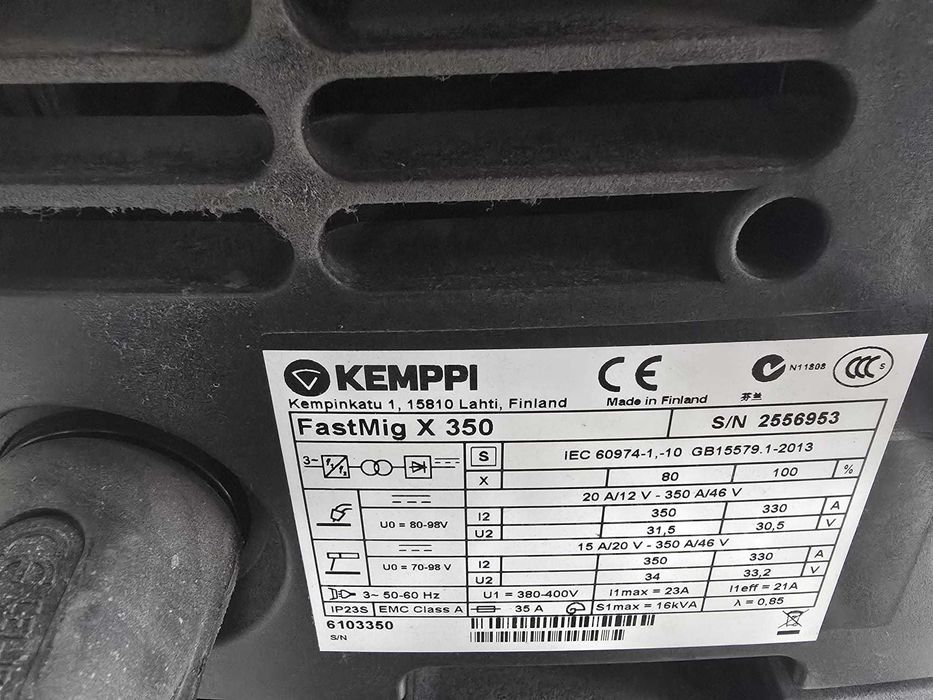 KEMPPI CE N11808 CCC S
Kempinkatu 1, 15810 Lahti, Finland Made in Finland 芬兰
FastMig X 350 S/N 2556953
3~ f1 f2 S IEC 60974-1,-10 GB15579.1-2013
X 80 100 %
20 A/12 V - 350 A/46 V
U0 = 80-98V I2 350 330 A
U2 31,5 30,5 V
15 A/20 V - 350 A/46 V
U0 = 70-98 V I2 350 330 A
U2 34 33,2 V
3~ 50-60 Hz U1 = 380-400V I1max = 23A I1eff = 21A
IP23S EMC Class A 35 A S1max = 16kVA λ = 0,85
6103350
S/N